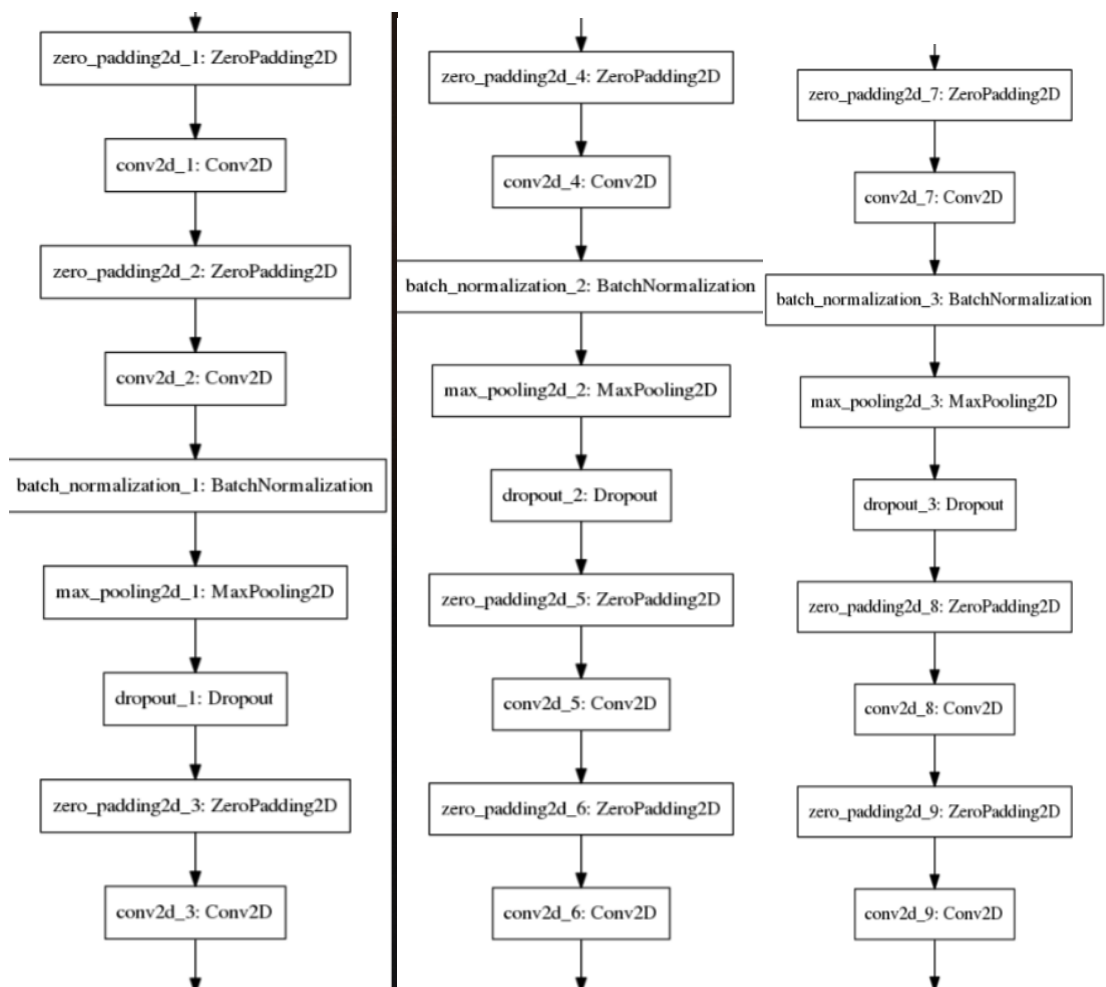 zero_padding2d_1: ZeroPadding2D
conv2d_1: Conv2D
zero_padding2d_2: ZeroPadding2D
conv2d_2: Conv2D
batch_normalization_1: BatchNormalization
max_pooling2d_1: MaxPooling2D
dropout_1: Dropout
zero_padding2d_3: ZeroPadding2D
conv2d_3: Conv2D
zero_padding2d_4: ZeroPadding2D
conv2d_4: Conv2D
batch_normalization_2: BatchNormalization
max_pooling2d_2: MaxPooling2D
dropout_2: Dropout
zero_padding2d_5: ZeroPadding2D
conv2d_5: Conv2D
zero_padding2d_6: ZeroPadding2D
conv2d_6: Conv2D
zero_padding2d_7: ZeroPadding2D
conv2d_7: Conv2D
batch_normalization_3: BatchNormalization
max_pooling2d_3: MaxPooling2D
dropout_3: Dropout
zero_padding2d_8: ZeroPadding2D
conv2d_8: Conv2D
zero_padding2d_9: ZeroPadding2D
conv2d_9: Conv2D